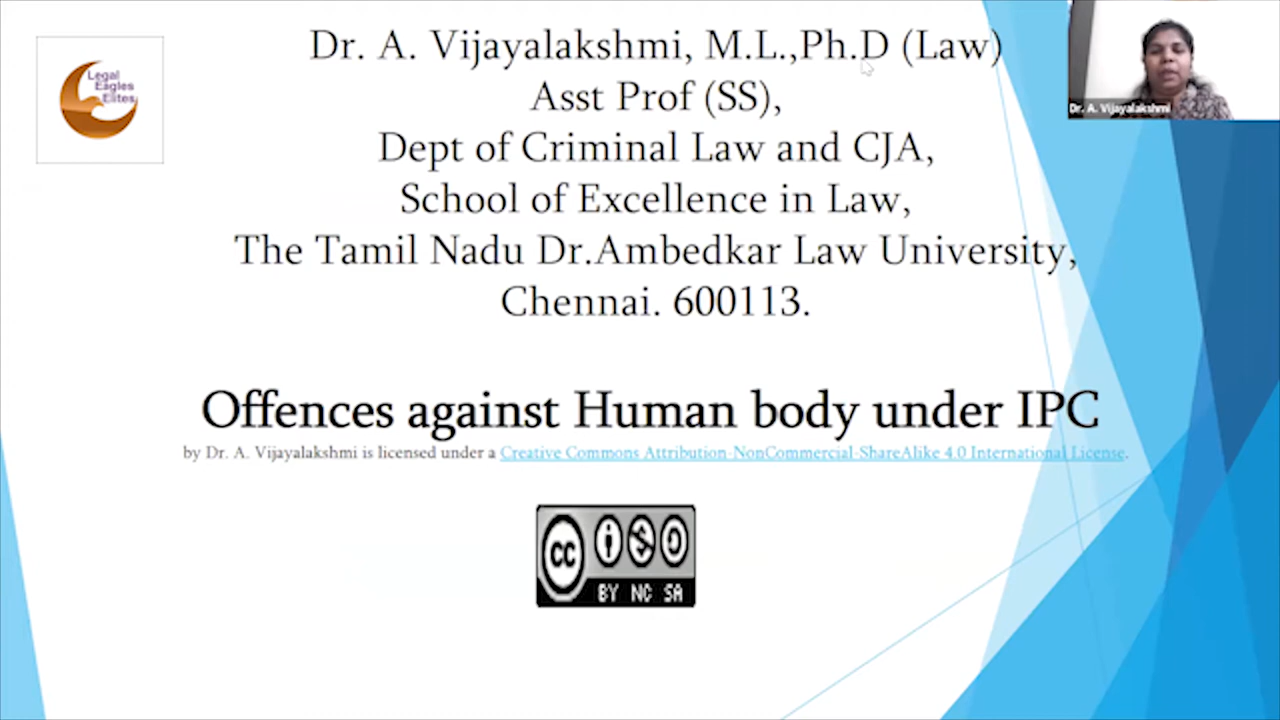 Legal
Eagles
Elites
Dr. A. Vijayalakshmi, M.L.,Ph.D (Law)
Asst Prof (SS),
Dept of Criminal Law and CJA,
School of Excellence in Law,
The Tamil Nadu Dr.Ambedkar Law University,
Chennai. 600113.
Dr. A. Vijayalakshmi
Offences against Human body under IPC
by Dr. A. Vijayalakshmi is licensed under a Creative Commons Attribution-NonCommercial-ShareAlike 4.0 International License.
cc
BY NC SA